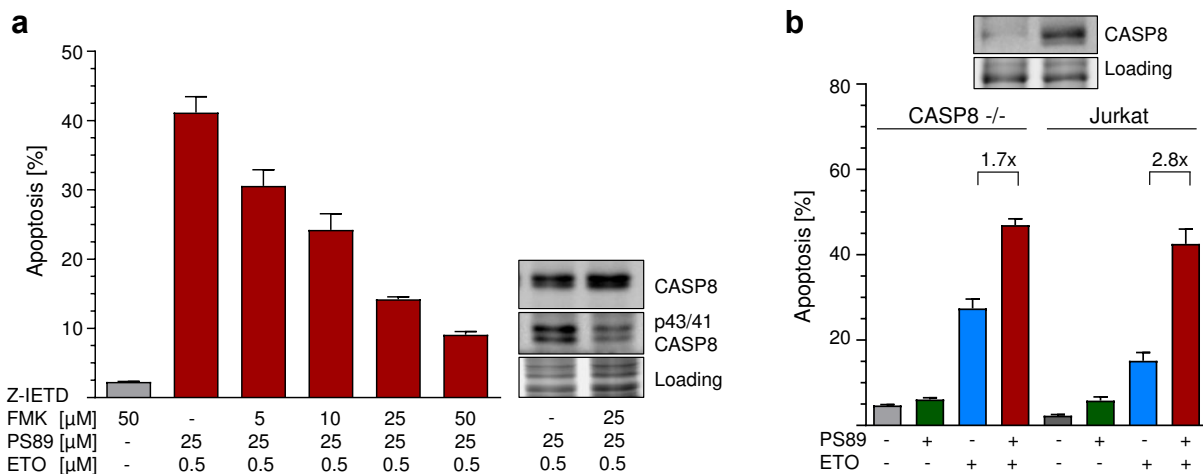 a
50
40
30
20
10
Apoptosis [%]
CASP8
p43/41
CASP8
Loading
Z-IETD
FMK [µM] 50 - 5 10 25 50 - 25
PS89 [µM] - 25 25 25 25 25 25 25
ETO [µM] - 0.5 0.5 0.5 0.5 0.5 0.5 0.5
b
CASP8
Loading
80
60
40
20
Apoptosis [%]
CASP8 -/- Jurkat
1.7x 2.8x
PS89 - + - + - + - +
ETO - - + + - - + +